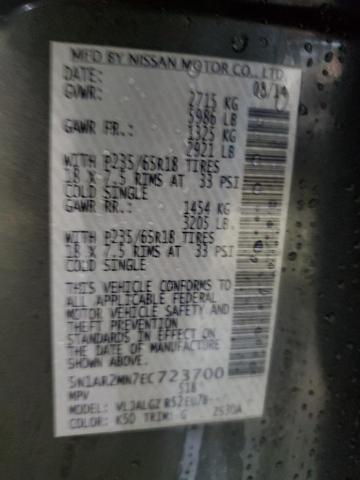 MFD BY NISSAN MOTOR CO., LTD.
DATE: 08/14
GVWR: 2715 KG
5986 LB
GAWR FR.: 1325 KG
2921 LB
WITH P235/65R18 TIRES
18 X 7.5 RIMS AT 33 PSI
COLD SINGLE
GAWR RR.: 1454 KG
3205 LB.
WITH P235/65R18 TIRES
18 X 7.5 RIMS AT 33 PSI
COLD SINGLE
THIS VEHICLE CONFORMS TO
ALL APPLICABLE FEDERAL
MOTOR VEHICLE SAFETY AND
THEFT PREVENTION
STANDARDS IN EFFECT ON
DATE OF MFR. SHOWN ABOVE
5N1AR2MN7EC723700
MPV 518
MODEL:
COLOR: K50 TRIM: G 2530A